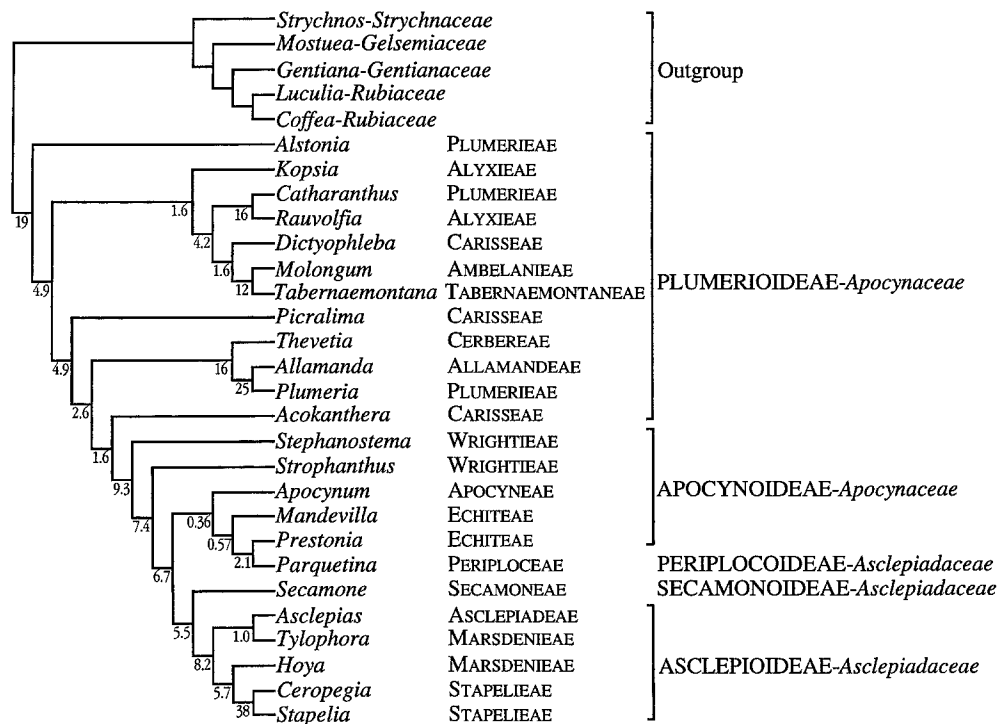 Strychnos-Strychnaceae
Mostuea-Gelsemiaceae
Gentiana-Gentianaceae
Outgroup
Luculia-Rubiaceae
Coffea-Rubiaceae
Alstonia PLUMERIEAE
Kopsia ALYXIEAE
1.6
Catharanthus PLUMERIEAE
16
19
Rauvolfia ALYXIEAE
4.2
Dictyophleba CARISSEAE
1.6
Molongum AMBELANIEAE
PLUMERIOIDEAE-Apocynaceae
4.9
12
Tabernaemontana TABERNAEMONTANEAE
Picralima CARISSEAE
Thevetia CERBEREAE
4.9
16
Allamanda ALLAMANDEAE
25
Plumeria PLUMERIEAE
2.6
Acokanthera CARISSEAE
Stephanostema WRIGHTIEAE
1.6
Strophanthus WRIGHTIEAE
9.3
Apocynum APOCYNEAE
APOCYNOIDEAE-Apocynaceae
Mandevilla ECHITEAE
7.4
0.36
Prestonia ECHITEAE
0.57
2.1
Parquetina PERIPLOCEAE PERIPLOCOIDEAE-Asclepiadaceae
6.7
Secamone SECAMONEAE SECAMONOIDEAE-Asclepiadaceae
Asclepias ASCLEPIADEAE
5.5
1.0
Tylophora MARSDENIEAE
Hoya MARSDENIEAE
ASCLEPIOIDEAE-Asclepiadaceae
8.2
Ceropegia STAPELIEAE
5.7
38
Stapelia STAPELIEAE